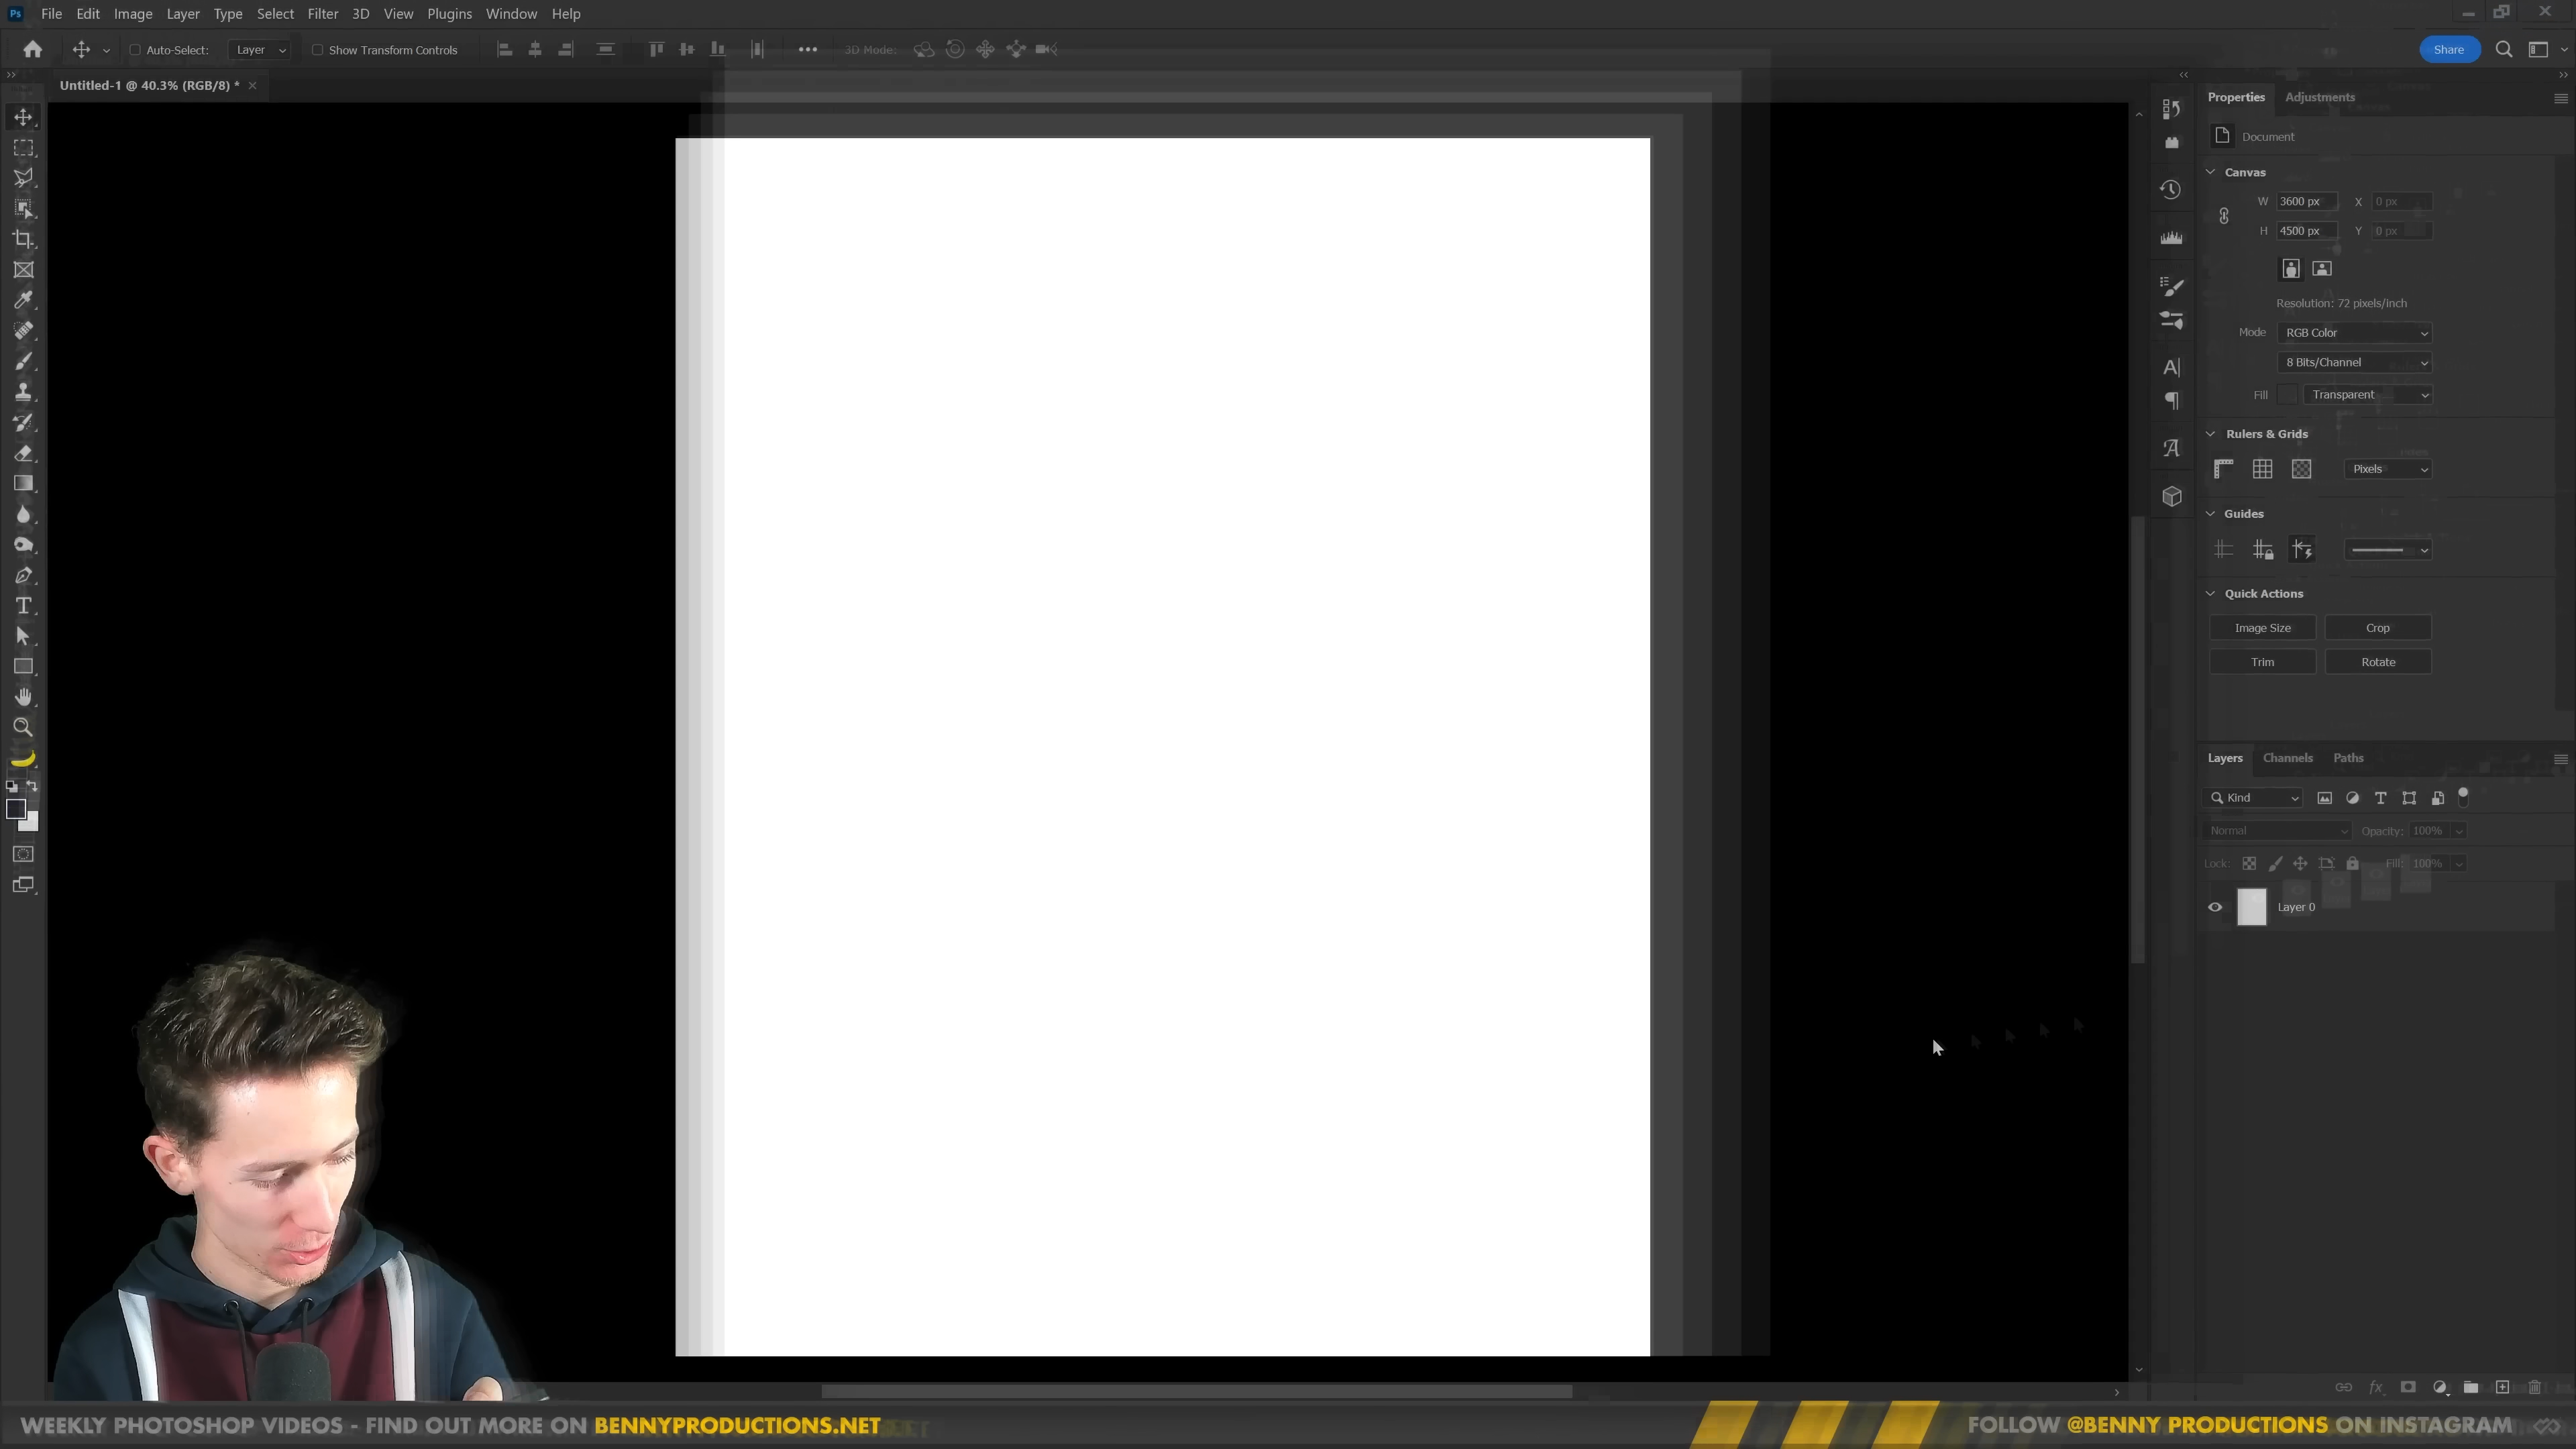 Ps File Edit Image Layer Type Select Filter 3D View Plugins Window Help
Auto-Select: Layer Show Transform Controls 3D Mode: Share
Untitled-1 @ 40.3% (RGB/8) *
Properties Adjustments
Document
Canvas
W 3600 px X 0 px
H 4500 px Y 0 px
Resolution: 72 pixels/inch
Mode RGB Color
8 Bits/Channel
Fill Transparent
Rulers & Grids
Pixels
Guides
Quick Actions
Image Size Crop
Trim Rotate
Layers Channels Paths
Kind
Normal Opacity: 100%
Lock: Fill: 100%
Layer 0
fx
WEEKLY PHOTOSHOP VIDEOS - FIND OUT MORE ON BENNYPRODUCTIONS.NET
FOLLOW @BENNY PRODUCTIONS ON INSTAGRAM